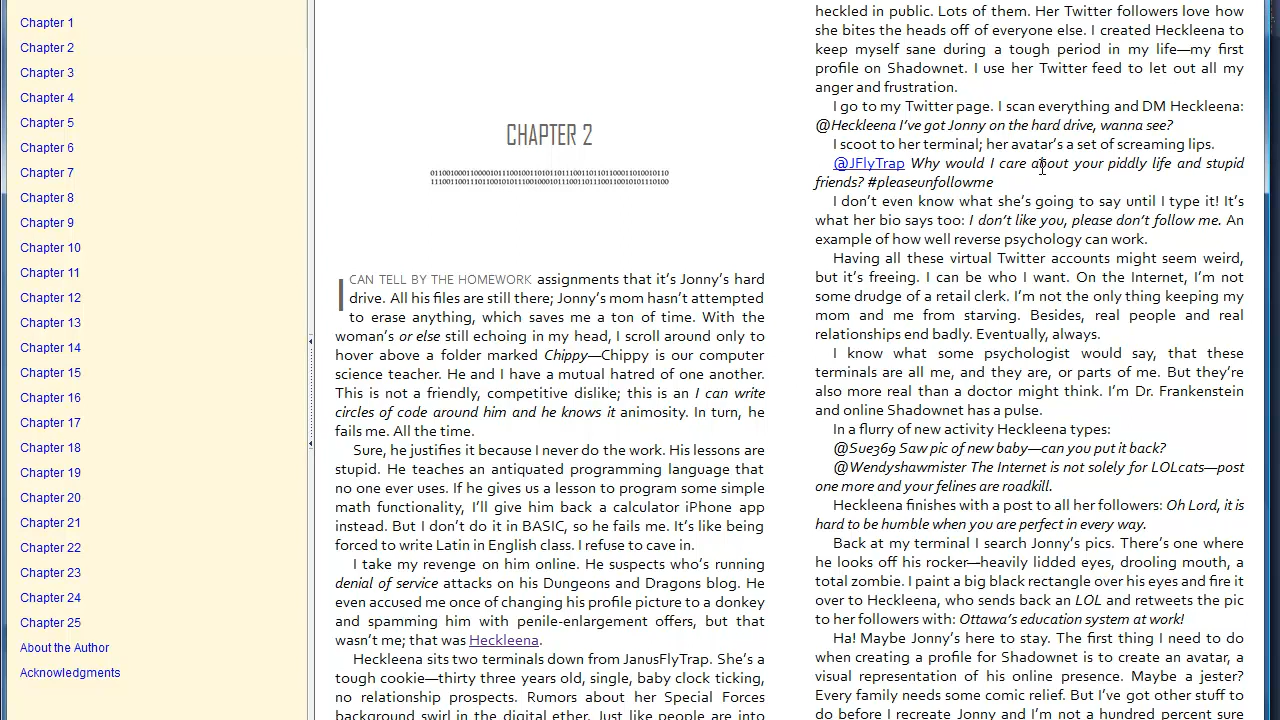 Chapter 1
Chapter 2
Chapter 3
Chapter 4
Chapter 5
Chapter 6
Chapter 7
Chapter 8
Chapter 9
Chapter 10
Chapter 11
Chapter 12
Chapter 13
Chapter 14
Chapter 15
Chapter 16
Chapter 17
Chapter 18
Chapter 19
Chapter 20
Chapter 21
Chapter 22
Chapter 23
Chapter 24
Chapter 25
About the Author
Acknowledgments
CHAPTER 2
I CAN TELL BY THE HOMEWORK assignments that it’s Jonny’s hard
drive. All his files are still there; Jonny’s mom hasn’t attempted
to erase anything, which saves me a ton of time. With the
woman’s or else still echoing in my head, I scroll around only to
hover above a folder marked Chippy—Chippy is our computer
science teacher. He and I have a mutual hatred of one another.
This is not a friendly, competitive dislike; this is an I can write
circles of code around him and he knows it animosity. In turn, he
fails me. All the time.
Sure, he justifies it because I never do the work. His lessons are
stupid. He teaches an antiquated programming language that
no one ever uses. If he gives us a lesson to program some simple
math functionality, I’ll give him back a calculator iPhone app
instead. But I don’t do it in BASIC, so he fails me. It’s like being
forced to write Latin in English class. I refuse to cave in.
I take my revenge on him online. He suspects who’s running
denial of service attacks on his Dungeons and Dragons blog. He
even accused me once of changing his profile picture to a donkey
and spamming him with penile-enlargement offers, but that
wasn’t me; that was Heckleena.
Heckleena sits two terminals down from JanusFlyTrap. She’s a
tough cookie—thirty three years old, single, baby clock ticking,
no relationship prospects. Rumors about her Special Forces
background swirl in the digital ether. Just like people are into
heckled in public. Lots of them. Her Twitter followers love how
she bites the heads off of everyone else. I created Heckleena to
keep myself sane during a tough period in my life—my first
profile on Shadownet. I use her Twitter feed to let out all my
anger and frustration.
I go to my Twitter page. I scan everything and DM Heckleena:
@Heckleena I’ve got Jonny on the hard drive, wanna see?
I scoot to her terminal; her avatar’s a set of screaming lips.
@JFlyTrap Why would I care about your piddly life and stupid
friends? #pleaseunfollowme
I don’t even know what she’s going to say until I type it! It’s
what her bio says too: I don’t like you, please don’t follow me. An
example of how well reverse psychology can work.
Having all these virtual Twitter accounts might seem weird,
but it’s freeing. I can be who I want. On the Internet, I’m not
some drudge of a retail clerk. I’m not the only thing keeping my
mom and me from starving. Besides, real people and real
relationships end badly. Eventually, always.
I know what some psychologist would say, that these
terminals are all me, and they are, or parts of me. But they’re
also more real than a doctor might think. I’m Dr. Frankenstein
and online Shadownet has a pulse.
In a flurry of new activity Heckleena types:
@Sue369 Saw pic of new baby—can you put it back?
@Wendyshawmister The Internet is not solely for LOLcats—post
one more and your felines are roadkill.
Heckleena finishes with a post to all her followers: Oh Lord, it is
hard to be humble when you are perfect in every way.
Back at my terminal I search Jonny’s pics. There’s one where
he looks off his rocker—heavily lidded eyes, drooling mouth, a
total zombie. I paint a big black rectangle over his eyes and fire it
over to Heckleena, who sends back an LOL and retweets the pic
to her followers with: Ottawa’s education system at work!
Ha! Maybe Jonny’s here to stay. The first thing I need to do
when creating a profile for Shadownet is to create an avatar, a
visual representation of his online presence. Maybe a jester?
Every family needs some comic relief. But I’ve got other stuff to
do before I recreate Jonny and I’m not a hundred percent sure